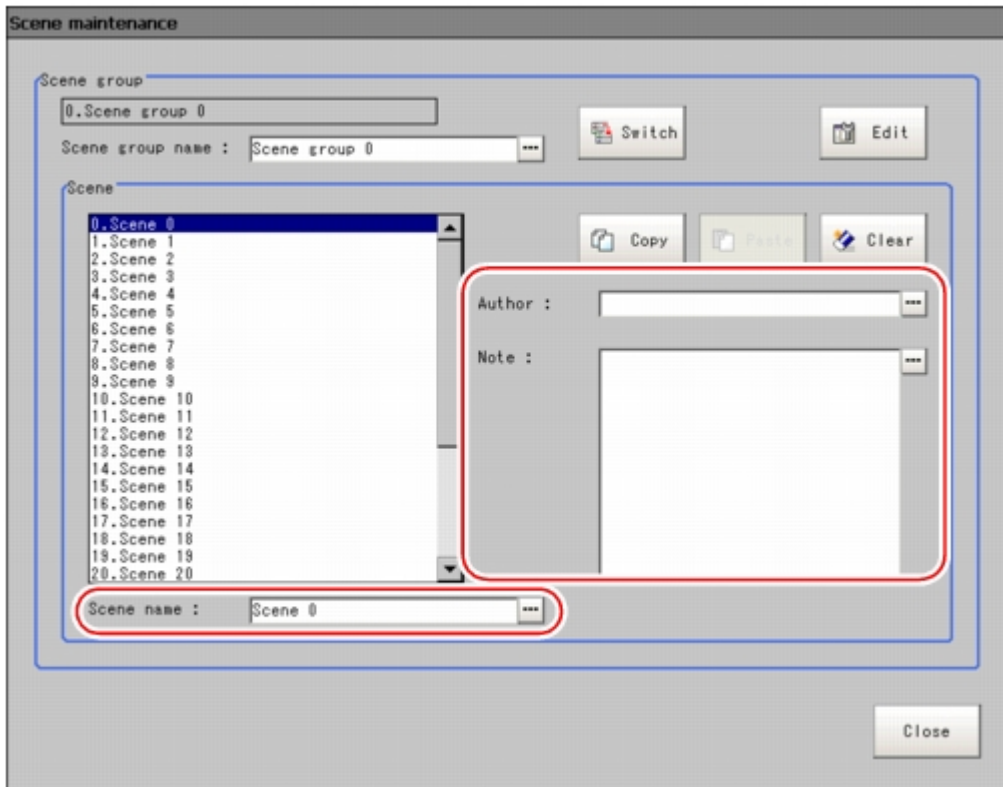 Scene maintenance
Scene group
0.Scene group 0
Scene group name : Scene group 0 ...
Switch
Edit
Scene
0.Scene 0
1.Scene 1
2.Scene 2
3.Scene 3
4.Scene 4
5.Scene 5
6.Scene 6
7.Scene 7
8.Scene 8
9.Scene 9
10.Scene 10
11.Scene 11
12.Scene 12
13.Scene 13
14.Scene 14
15.Scene 15
16.Scene 16
17.Scene 17
18.Scene 18
19.Scene 19
20.Scene 20
Copy
Paste
Clear
Author : ...
Note : ...
Scene name : Scene 0 ...
Close